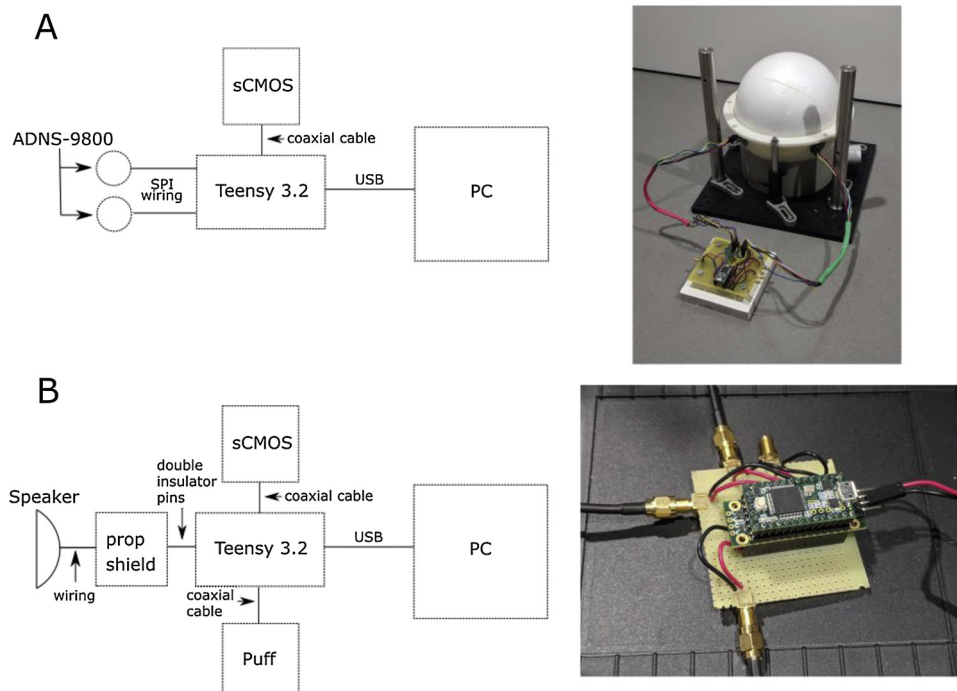 A
sCMOS
coaxial cable
ADNS-9800
SPI
wiring
Teensy 3.2
USB
PC
B
sCMOS
double
insulator
pins
coaxial cable
Speaker
prop
shield
Teensy 3.2
USB
PC
wiring
coaxial
cable
Puff